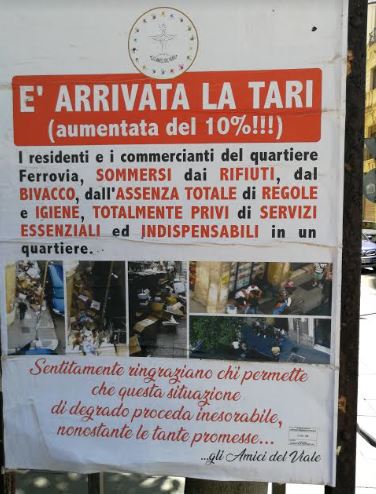 E' ARRIVATA LA TARI
(aumentata del 10%!!!)
I residenti e i commercianti del quartiere
Ferrovia, SOMMERSI dai RIFIUTI, dal
BIVACCO, dall'ASSENZA TOTALE di REGOLE
e IGIENE, TOTALMENTE PRIVI di SERVIZI
ESSENZIALI ed INDISPENSABILI in un
quartiere.
Sentitamente ringraziano chi permette
che questa situazione
di degrado proceda inesorabile,
nonostante le tante promesse...
...gli Amici del Viale